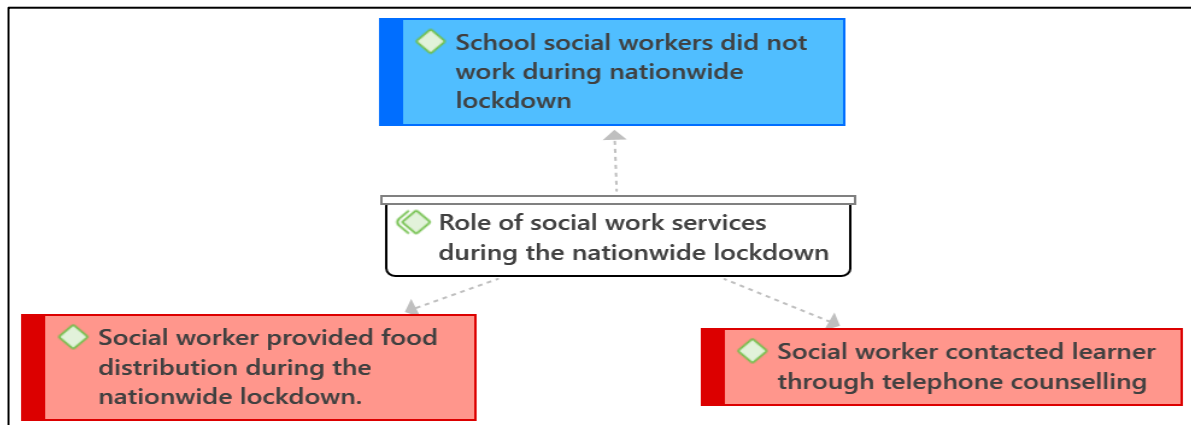 School social workers did not
work during nationwide
lockdown
Role of social work services
during the nationwide lockdown
Social worker provided food
distribution during the
nationwide lockdown.
Social worker contacted learner
through telephone counselling